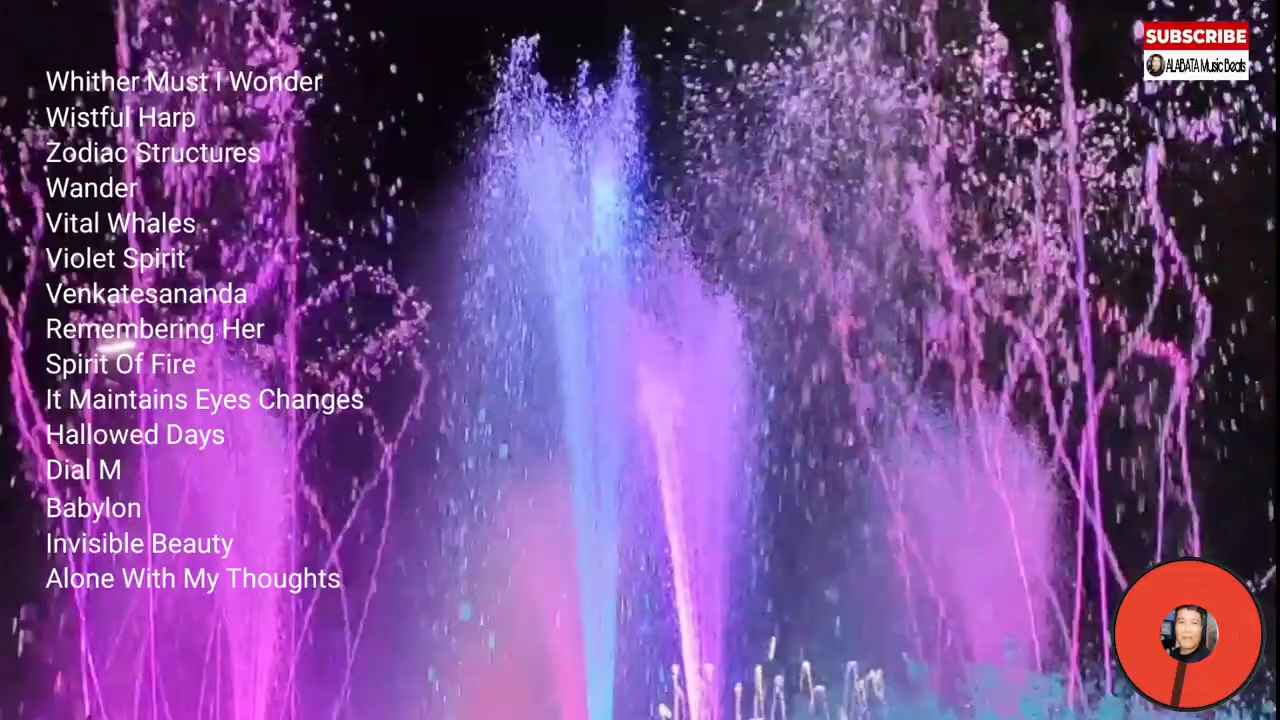 Whither Must I Wonder
Wistful Harp
Zodiac Structures
Wander
Vital Whales
Violet Spirit
Venkatesananda
Remembering Her
Spirit Of Fire
It Maintains Eyes Changes
Hallowed Days
Dial M
Babylon
Invisible Beauty
Alone With My Thoughts
SUBSCRIBE
ALABATA Music Beats